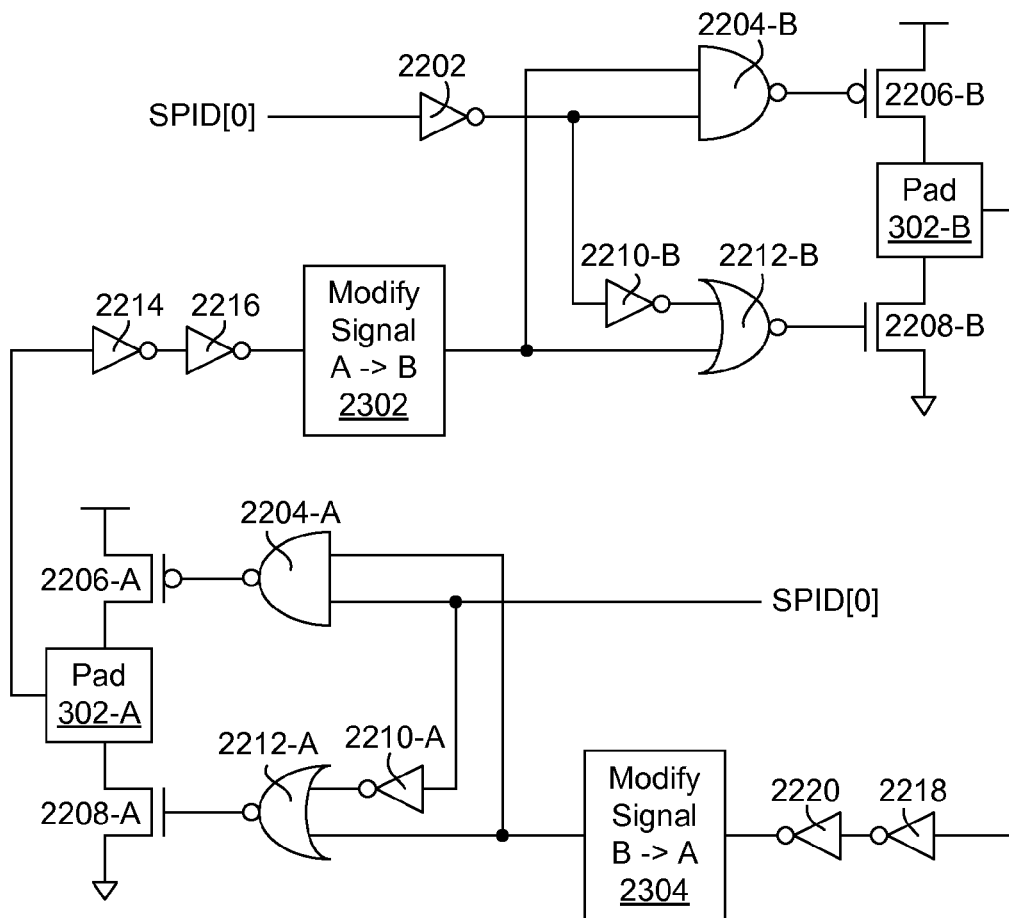 2204-B
2202
SPID[0]
2206-B
Pad
302-B
2210-B
2212-B
2208-B
2214
2216
Modify
Signal
A -> B
2302
2204-A
2206-A
SPID[0]
Pad
302-A
2212-A
2210-A
2208-A
Modify
Signal
B -> A
2304
2220
2218